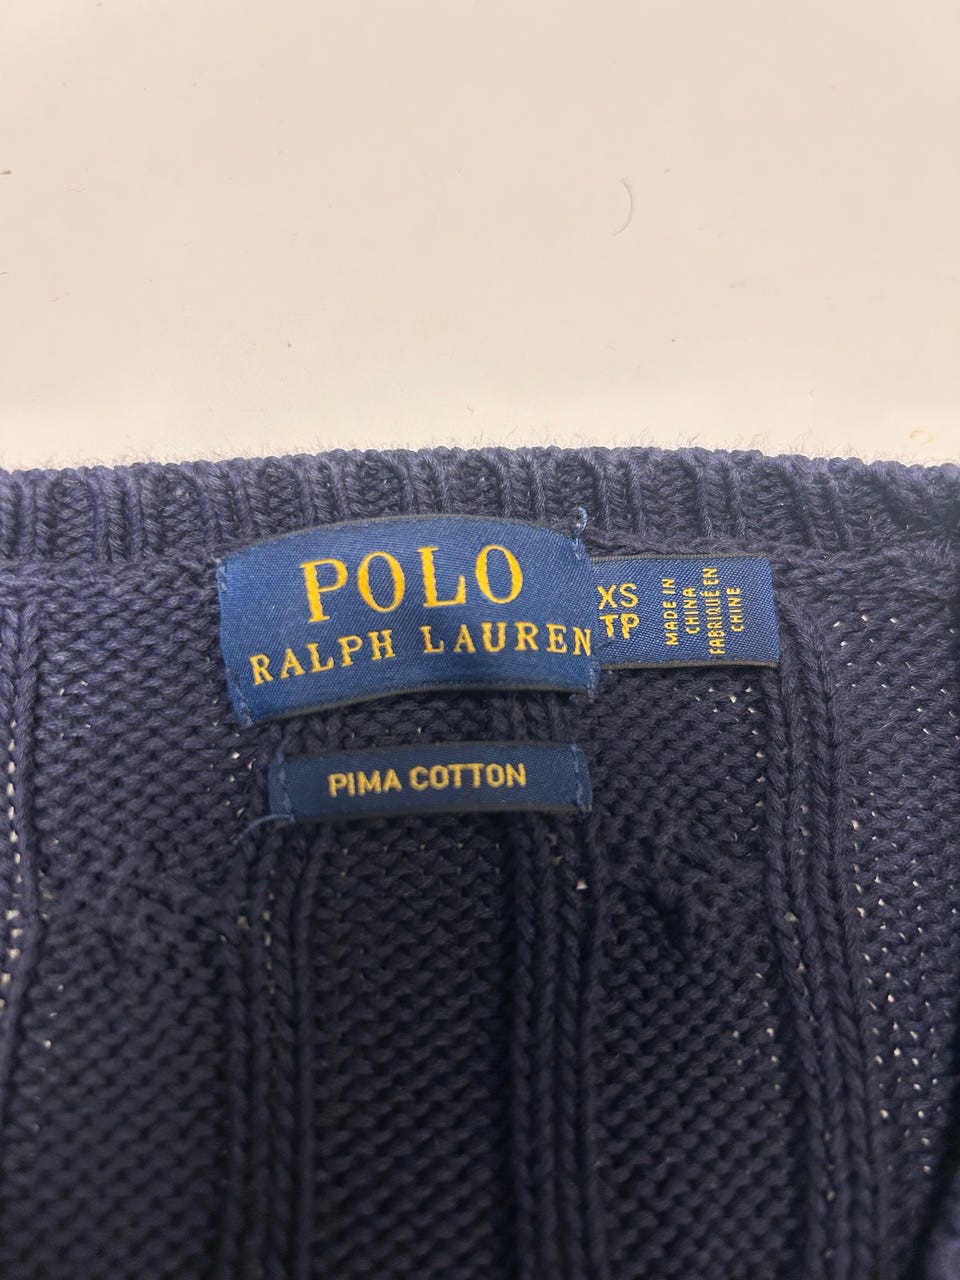 POLO
RALPH LAUREN
XS
TP
MADE IN
CHINA
FABRIQUÉ EN
CHINE
PIMA COTTON